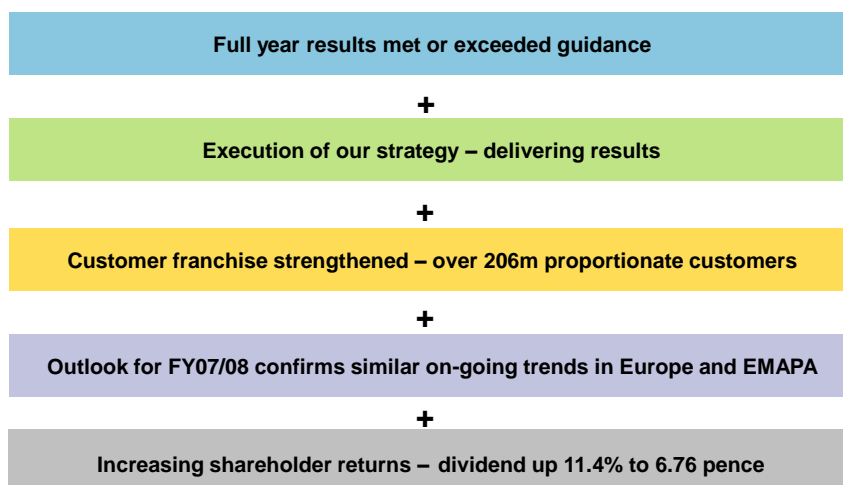 Full year results met or exceeded guidance
+
Execution of our strategy – delivering results
+
Customer franchise strengthened – over 206m proportionate customers
+
Outlook for FY07/08 confirms similar on-going trends in Europe and EMAPA
+
Increasing shareholder returns – dividend up 11.4% to 6.76 pence